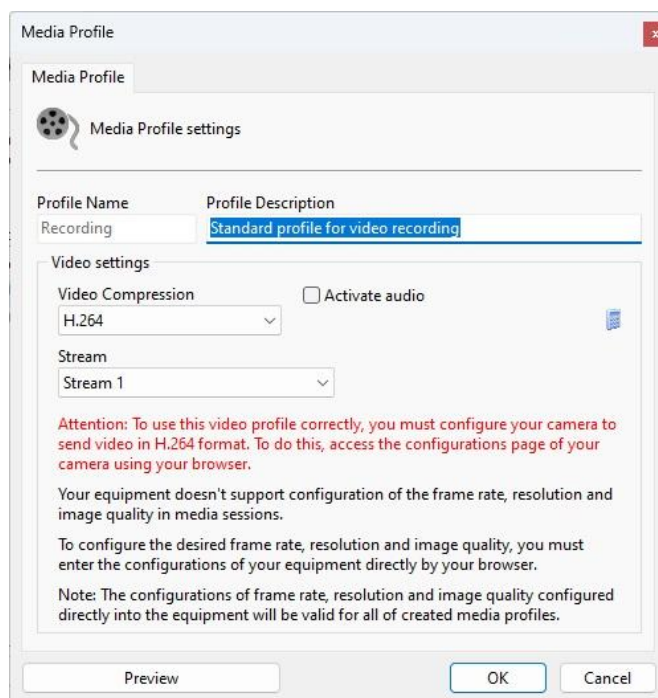 Media Profile
Media Profile
Media Profile settings
Profile Name
Profile Description
Recording
Standard profile for video recording
Video settings
Video Compression
Activate audio
H.264
Stream
Stream 1
Attention: To use this video profile correctly, you must configure your camera to
send video in H.264 format. To do this, access the configurations page of your
camera using your browser.
Your equipment doesn't support configuration of the frame rate, resolution and
image quality in media sessions.
To configure the desired frame rate, resolution and image quality, you must
enter the configurations of your equipment directly by your browser.
Note: The configurations of frame rate, resolution and image quality configured
directly into the equipment will be valid for all of created media profiles.
Preview
OK
Cancel